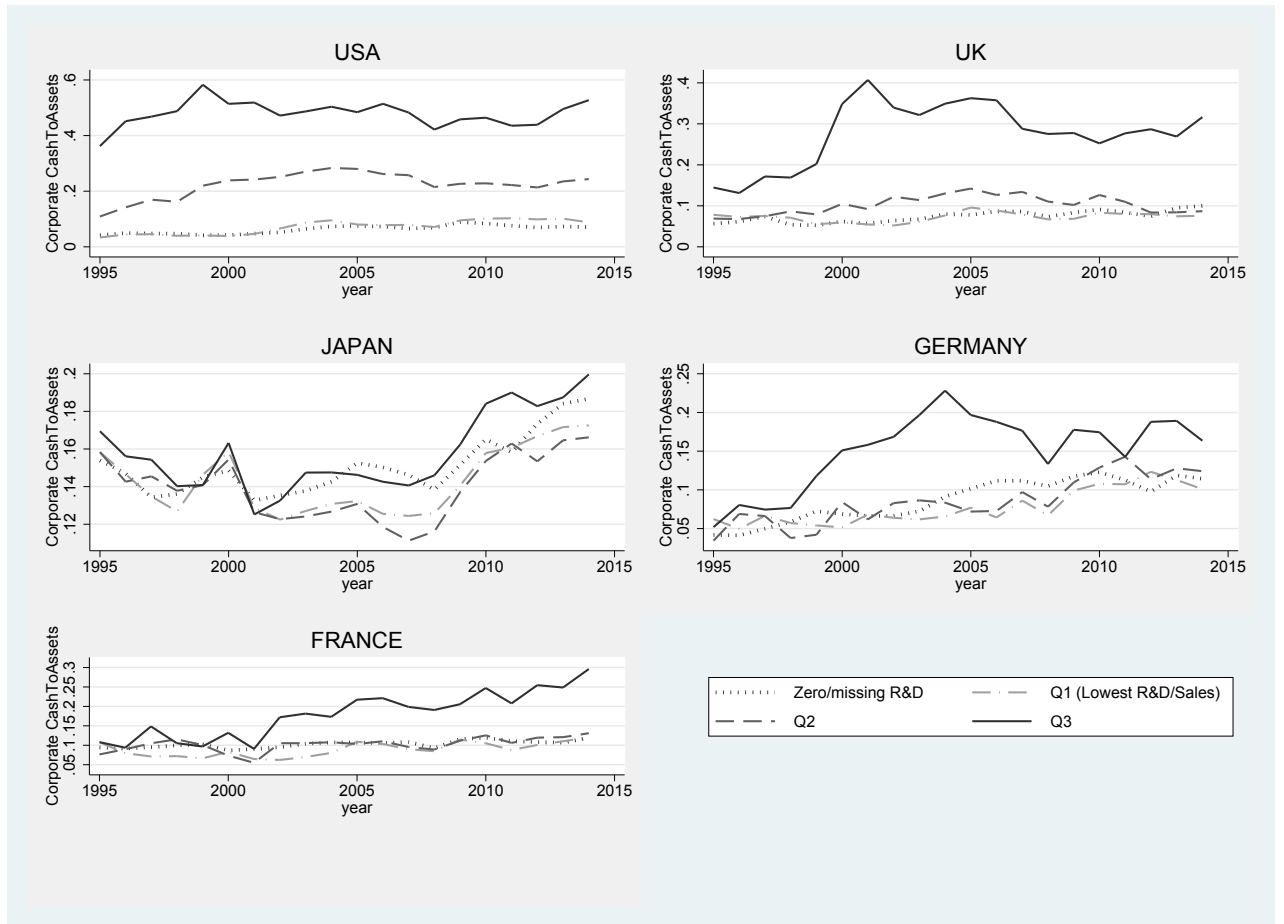 USA
Corporate CashToAssets
.6
.4
.2
0
1995 2000 2005 2010 2015
year
UK
Corporate CashToAssets
.4
.3
.2
.1
0
1995 2000 2005 2010 2015
year
JAPAN
Corporate CashToAssets
.2
.18
.16
.14
.12
1995 2000 2005 2010 2015
year
GERMANY
Corporate CashToAssets
.25
.2
.15
.1
.05
1995 2000 2005 2010 2015
year
FRANCE
Corporate CashToAssets
.3
.25
.2
.15
.1
.05
1995 2000 2005 2010 2015
year
Zero/missing R&D
Q1 (Lowest R&D/Sales)
Q2
Q3